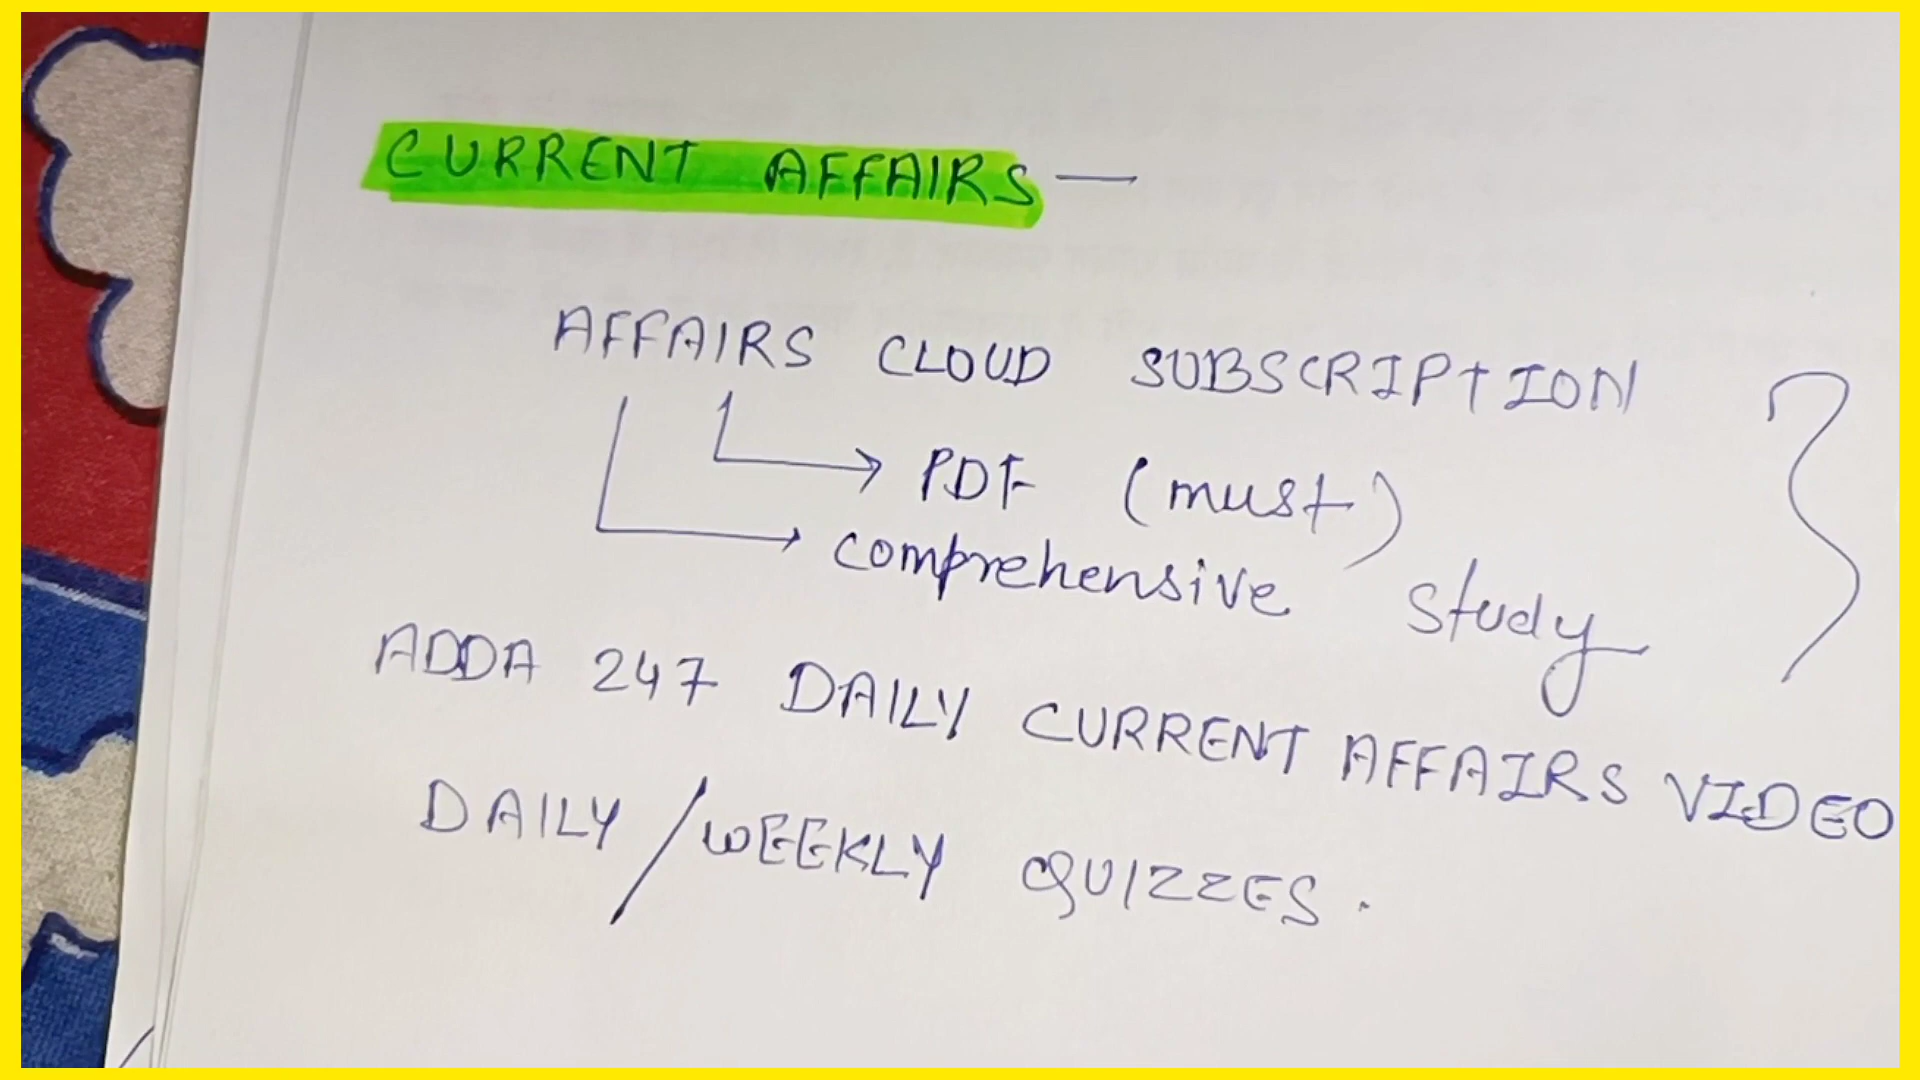 CURRENT AFFAIRS —
AFFAIRS CLOUD SUBSCRIPTION
PDF (must)
comprehensive study
ADDA 247 DAILY CURRENT AFFAIRS VIDEO
DAILY/WEEKLY QUIZZES.